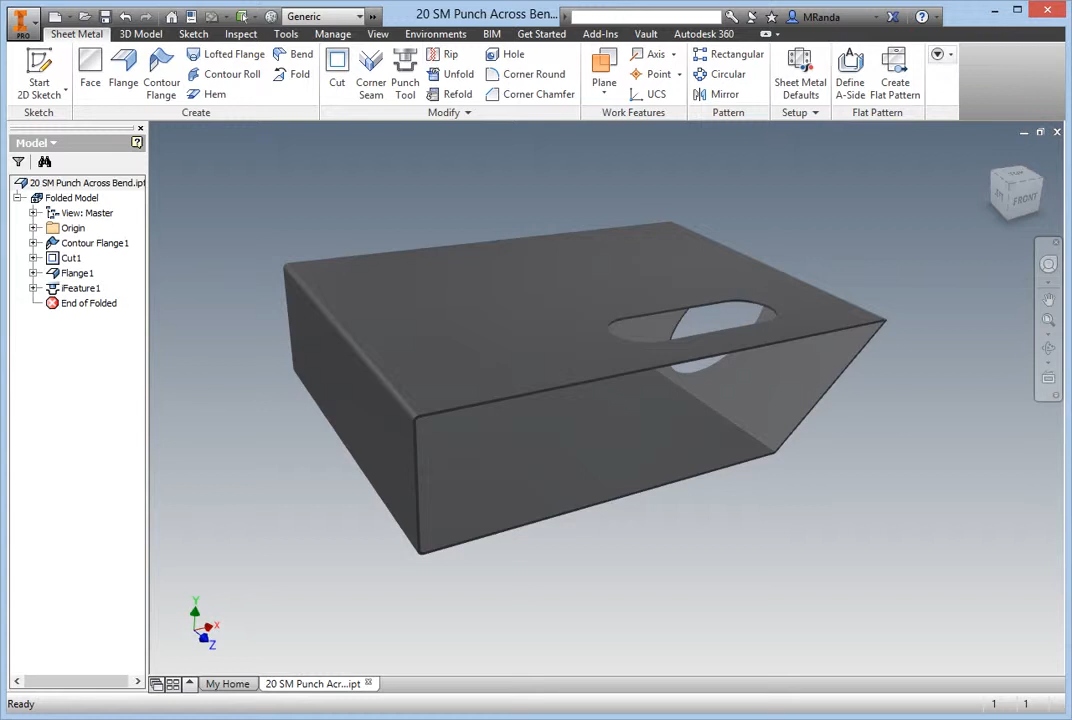 PRO
Generic
20 SM Punch Across Bend...
MRanda
Sheet Metal 3D Model Sketch Inspect Tools Manage View Environments BIM Get Started Add-Ins Vault Autodesk 360
Start 2D Sketch
Face
Flange
Contour Flange
Lofted Flange
Contour Roll
Hem
Bend
Fold
Cut
Corner Seam
Punch Tool
Rip
Unfold
Refold
Hole
Corner Round
Corner Chamfer
Plane
Axis
Point
UCS
Rectangular
Circular
Mirror
Sheet Metal Defaults
Define A-Side
Create Flat Pattern
Sketch Create Modify Work Features Pattern Setup Flat Pattern
Model
20 SM Punch Across Bend.ipt
Folded Model
View: Master
Origin
Contour Flange1
Cut1
Flange1
iFeature1
End of Folded
FRONT
Y
X
Z
My Home
20 SM Punch Acr...ipt
Ready
1 1